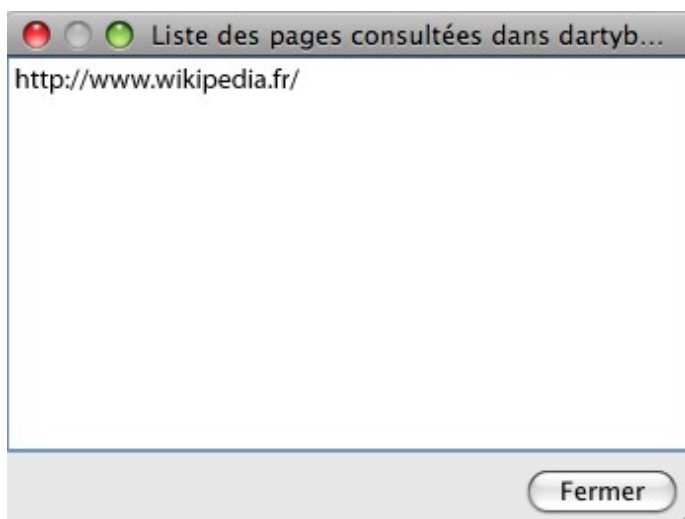 Liste des pages consultées dans dartyb...
http://www.wikipedia.fr/
Fermer